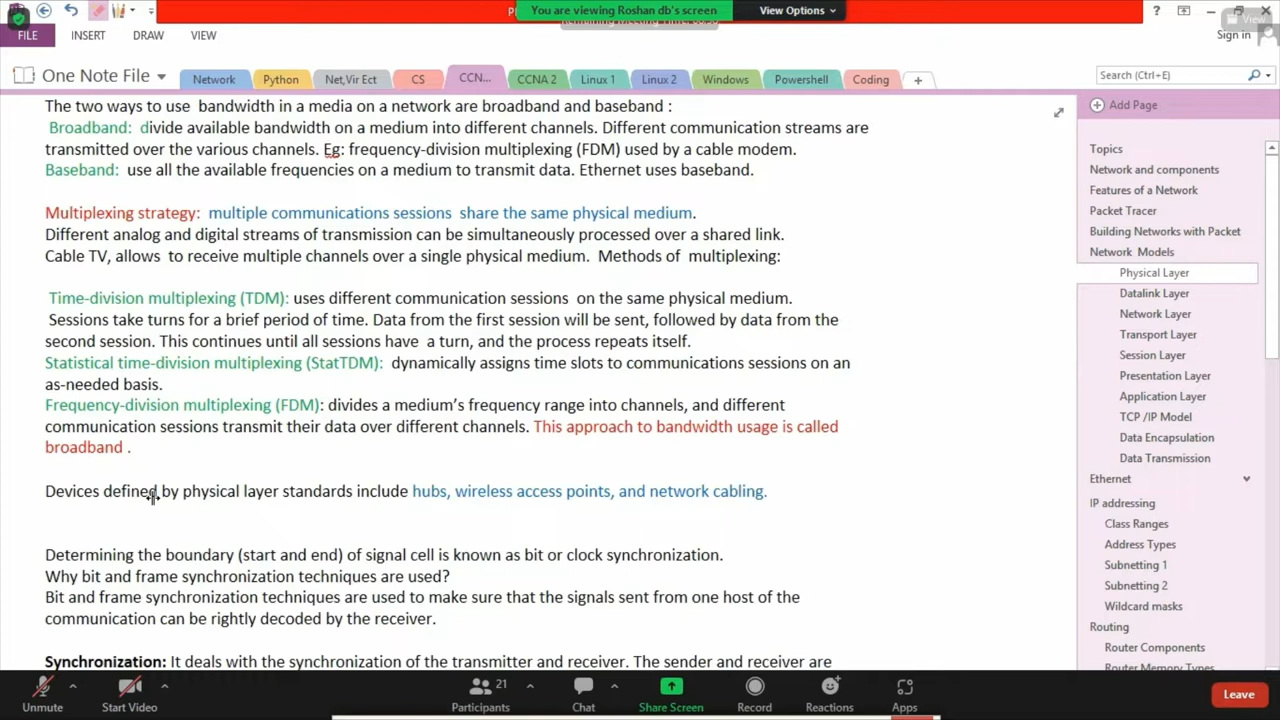 You are viewing Roshan db's screen
View Options
View
Sign in
FILE
INSERT
DRAW
VIEW
One Note File
Network
Python
Net,Vir Ect
CS
CCN...
CCNA 2
Linux 1
Linux 2
Windows
Powershell
Coding
Search (Ctrl+E)
The two ways to use bandwidth in a media on a network are broadband and baseband :
Broadband: divide available bandwidth on a medium into different channels. Different communication streams are
transmitted over the various channels. Eg: frequency-division multiplexing (FDM) used by a cable modem.
Baseband: use all the available frequencies on a medium to transmit data. Ethernet uses baseband.
Multiplexing strategy: multiple communications sessions share the same physical medium.
Different analog and digital streams of transmission can be simultaneously processed over a shared link.
Cable TV, allows to receive multiple channels over a single physical medium. Methods of multiplexing:
Time-division multiplexing (TDM): uses different communication sessions on the same physical medium.
Sessions take turns for a brief period of time. Data from the first session will be sent, followed by data from the
second session. This continues until all sessions have a turn, and the process repeats itself.
Statistical time-division multiplexing (StatTDM): dynamically assigns time slots to communications sessions on an
as-needed basis.
Frequency-division multiplexing (FDM): divides a medium's frequency range into channels, and different
communication sessions transmit their data over different channels. This approach to bandwidth usage is called
broadband .
Devices defined by physical layer standards include hubs, wireless access points, and network cabling.
Determining the boundary (start and end) of signal cell is known as bit or clock synchronization.
Why bit and frame synchronization techniques are used?
Bit and frame synchronization techniques are used to make sure that the signals sent from one host of the
communication can be rightly decoded by the receiver.
Synchronization: It deals with the synchronization of the transmitter and receiver. The sender and receiver are
Add Page
Topics
Network and components
Features of a Network
Packet Tracer
Building Networks with Packet
Network Models
Physical Layer
Datalink Layer
Network Layer
Transport Layer
Session Layer
Presentation Layer
Application Layer
TCP /IP Model
Data Encapsulation
Data Transmission
Ethernet
IP addressing
Class Ranges
Address Types
Subnetting 1
Subnetting 2
Wildcard masks
Routing
Router Components
Router Memory Types
Unmute
Start Video
21
Participants
Chat
Share Screen
Record
Reactions
Apps
Leave